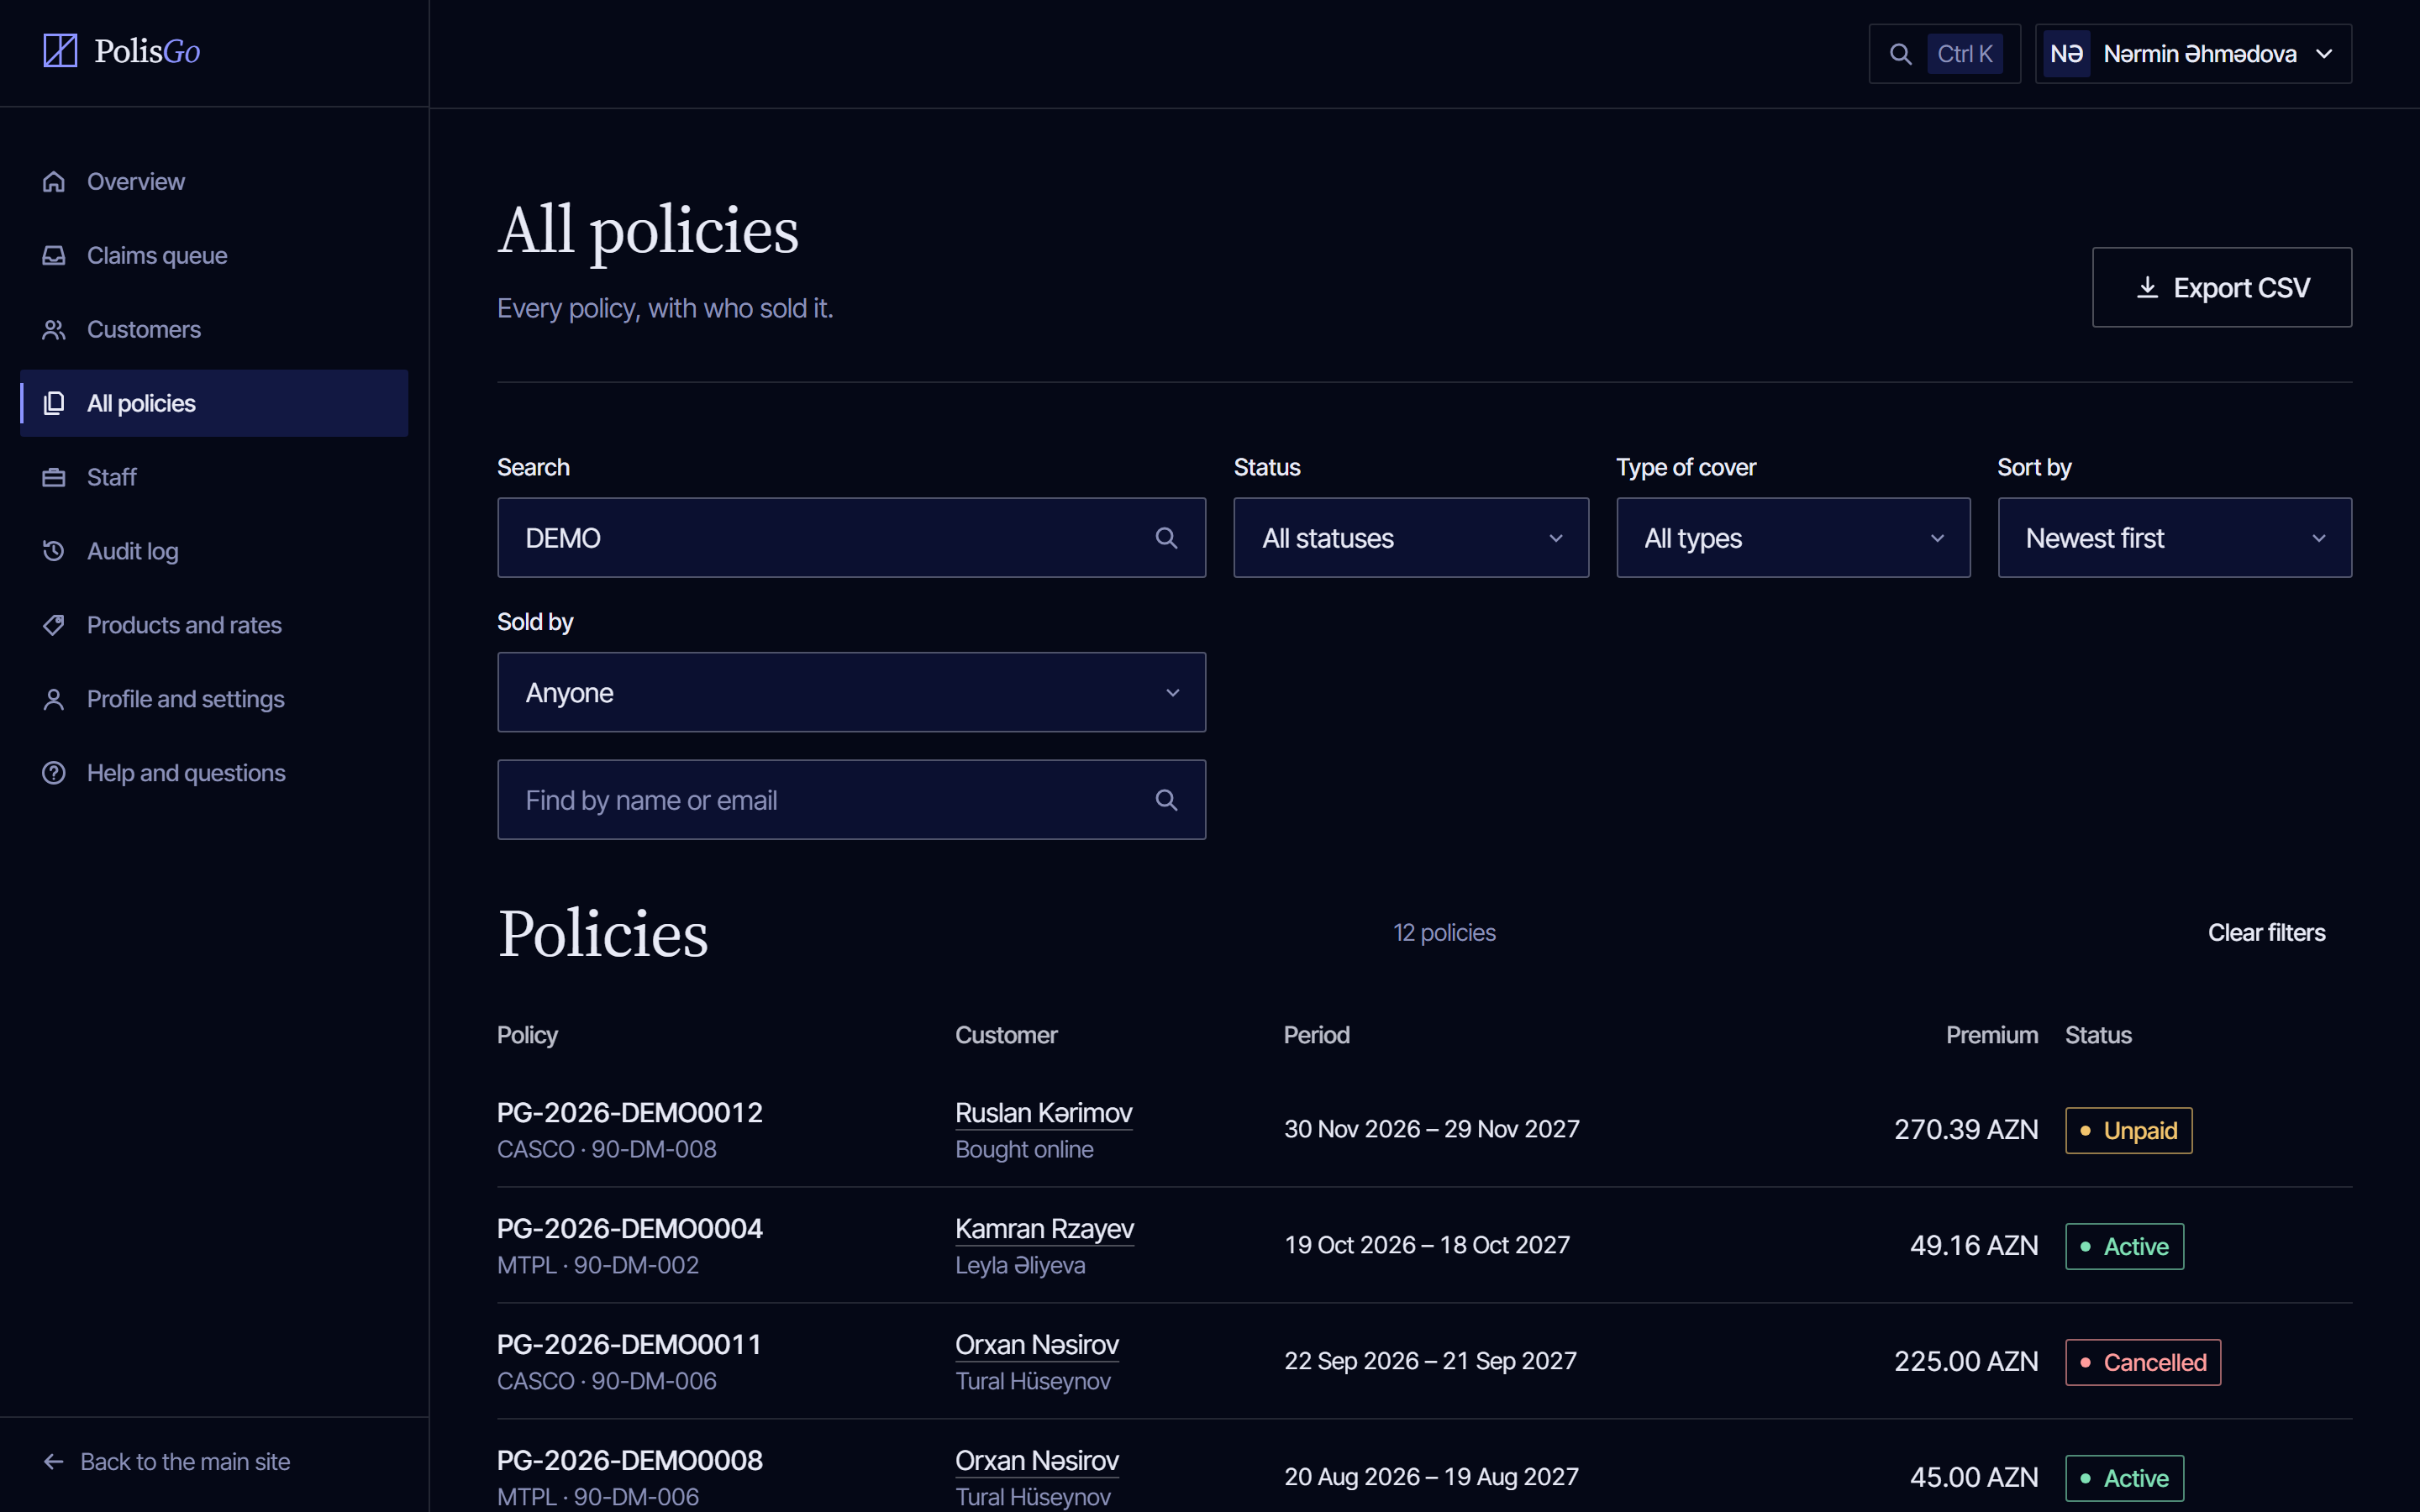 PolisGo
Ctrl K
NƏ Nərmin Əhmədova
Overview
Claims queue
Customers
All policies
Staff
Audit log
Products and rates
Profile and settings
Help and questions
Back to the main site
All policies
Every policy, with who sold it.
Export CSV
Search Status Type of cover Sort by
DEMO All statuses All types Newest first
Sold by
Anyone
Find by name or email
Policies 12 policies Clear filters
Policy Customer Period Premium Status
PG-2026-DEMO0012 Ruslan Kərimov 30 Nov 2026 – 29 Nov 2027 270.39 AZN Unpaid
CASCO · 90-DM-008 Bought online
PG-2026-DEMO0004 Kamran Rzayev 19 Oct 2026 – 18 Oct 2027 49.16 AZN Active
MTPL · 90-DM-002 Leyla Əliyeva
PG-2026-DEMO0011 Orxan Nəsirov 22 Sep 2026 – 21 Sep 2027 225.00 AZN Cancelled
CASCO · 90-DM-006 Tural Hüseynov
PG-2026-DEMO0008 Orxan Nəsirov 20 Aug 2026 – 19 Aug 2027 45.00 AZN Active
MTPL · 90-DM-006 Tural Hüseynov